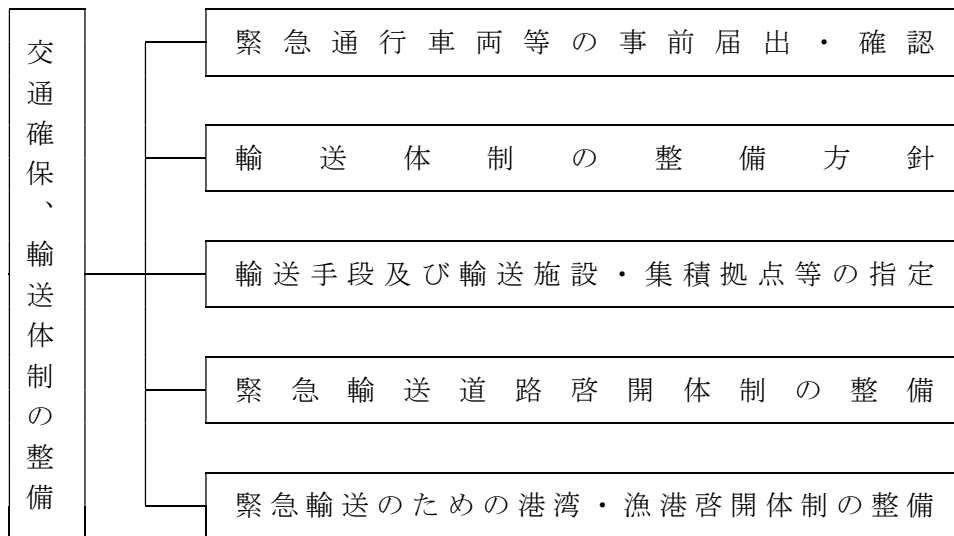 交通確保、輸送体制の整備
緊急通行車両等の事前届出・確認
輸送体制の整備方針
輸送手段及び輸送施設・集積拠点等の指定
緊急輸送道路啓開体制の整備
緊急輸送のための港湾・漁港啓開体制の整備